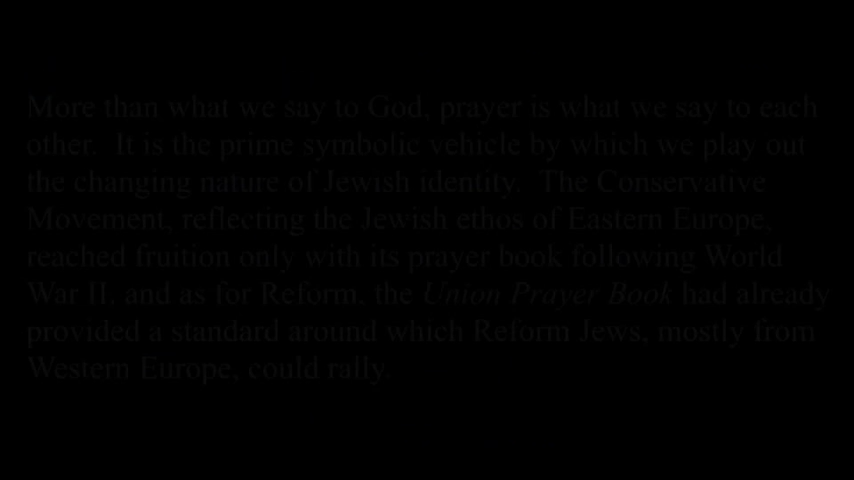 More than what we say to God, prayer is what we say to each
other. It is the prime symbolic vehicle by which we play out
the changing nature of Jewish identity. The Conservative
Movement, reflecting the Jewish ethos of Eastern Europe,
reached fruition only with its prayer book following World
War II, and as for Reform, the Union Prayer Book had already
provided a standard around which Reform Jews, mostly from
Western Europe, could rally.